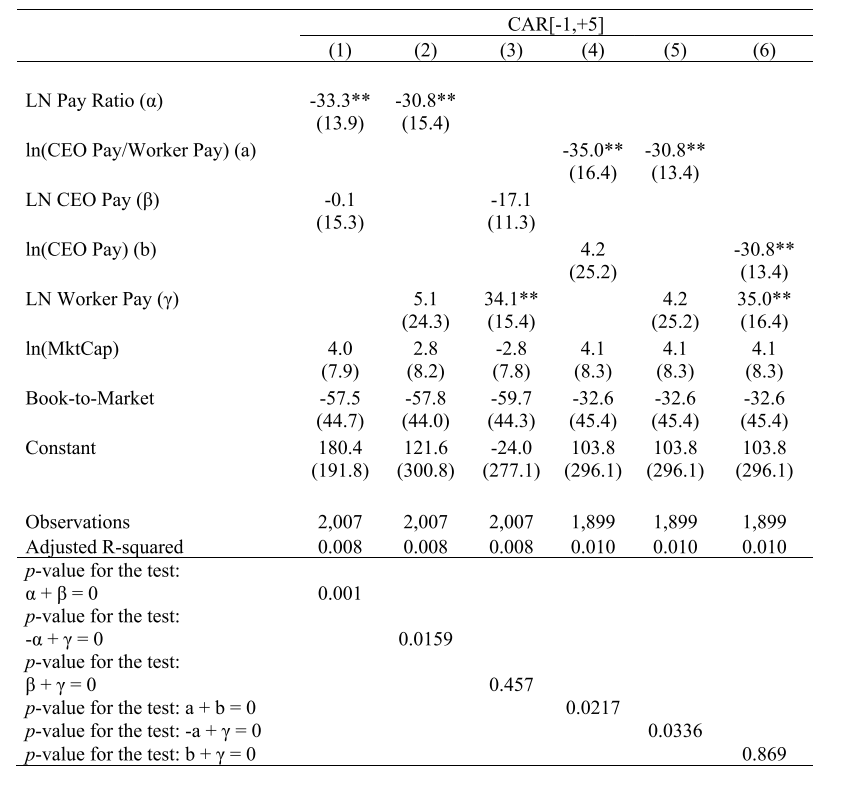 CAR[-1,+5]
(1) (2) (3) (4) (5) (6)
LN Pay Ratio (α) -33.3** -30.8**
(13.9) (15.4)
ln(CEO Pay/Worker Pay) (a) -35.0** -30.8**
(16.4) (13.4)
LN CEO Pay (β) -0.1 -17.1
(15.3) (11.3)
ln(CEO Pay) (b) 4.2 -30.8**
(25.2) (13.4)
LN Worker Pay (γ) 5.1 34.1** 4.2 35.0**
(24.3) (15.4) (25.2) (16.4)
ln(MktCap) 4.0 2.8 -2.8 4.1 4.1 4.1
(7.9) (8.2) (7.8) (8.3) (8.3) (8.3)
Book-to-Market -57.5 -57.8 -59.7 -32.6 -32.6 -32.6
(44.7) (44.0) (44.3) (45.4) (45.4) (45.4)
Constant 180.4 121.6 -24.0 103.8 103.8 103.8
(191.8) (300.8) (277.1) (296.1) (296.1) (296.1)
Observations 2,007 2,007 2,007 1,899 1,899 1,899
Adjusted R-squared 0.008 0.008 0.008 0.010 0.010 0.010
p-value for the test:
α + β = 0 0.001
p-value for the test:
-α + γ = 0 0.0159
p-value for the test:
β + γ = 0 0.457
p-value for the test: a + b = 0 0.0217
p-value for the test: -a + γ = 0 0.0336
p-value for the test: b + γ = 0 0.869